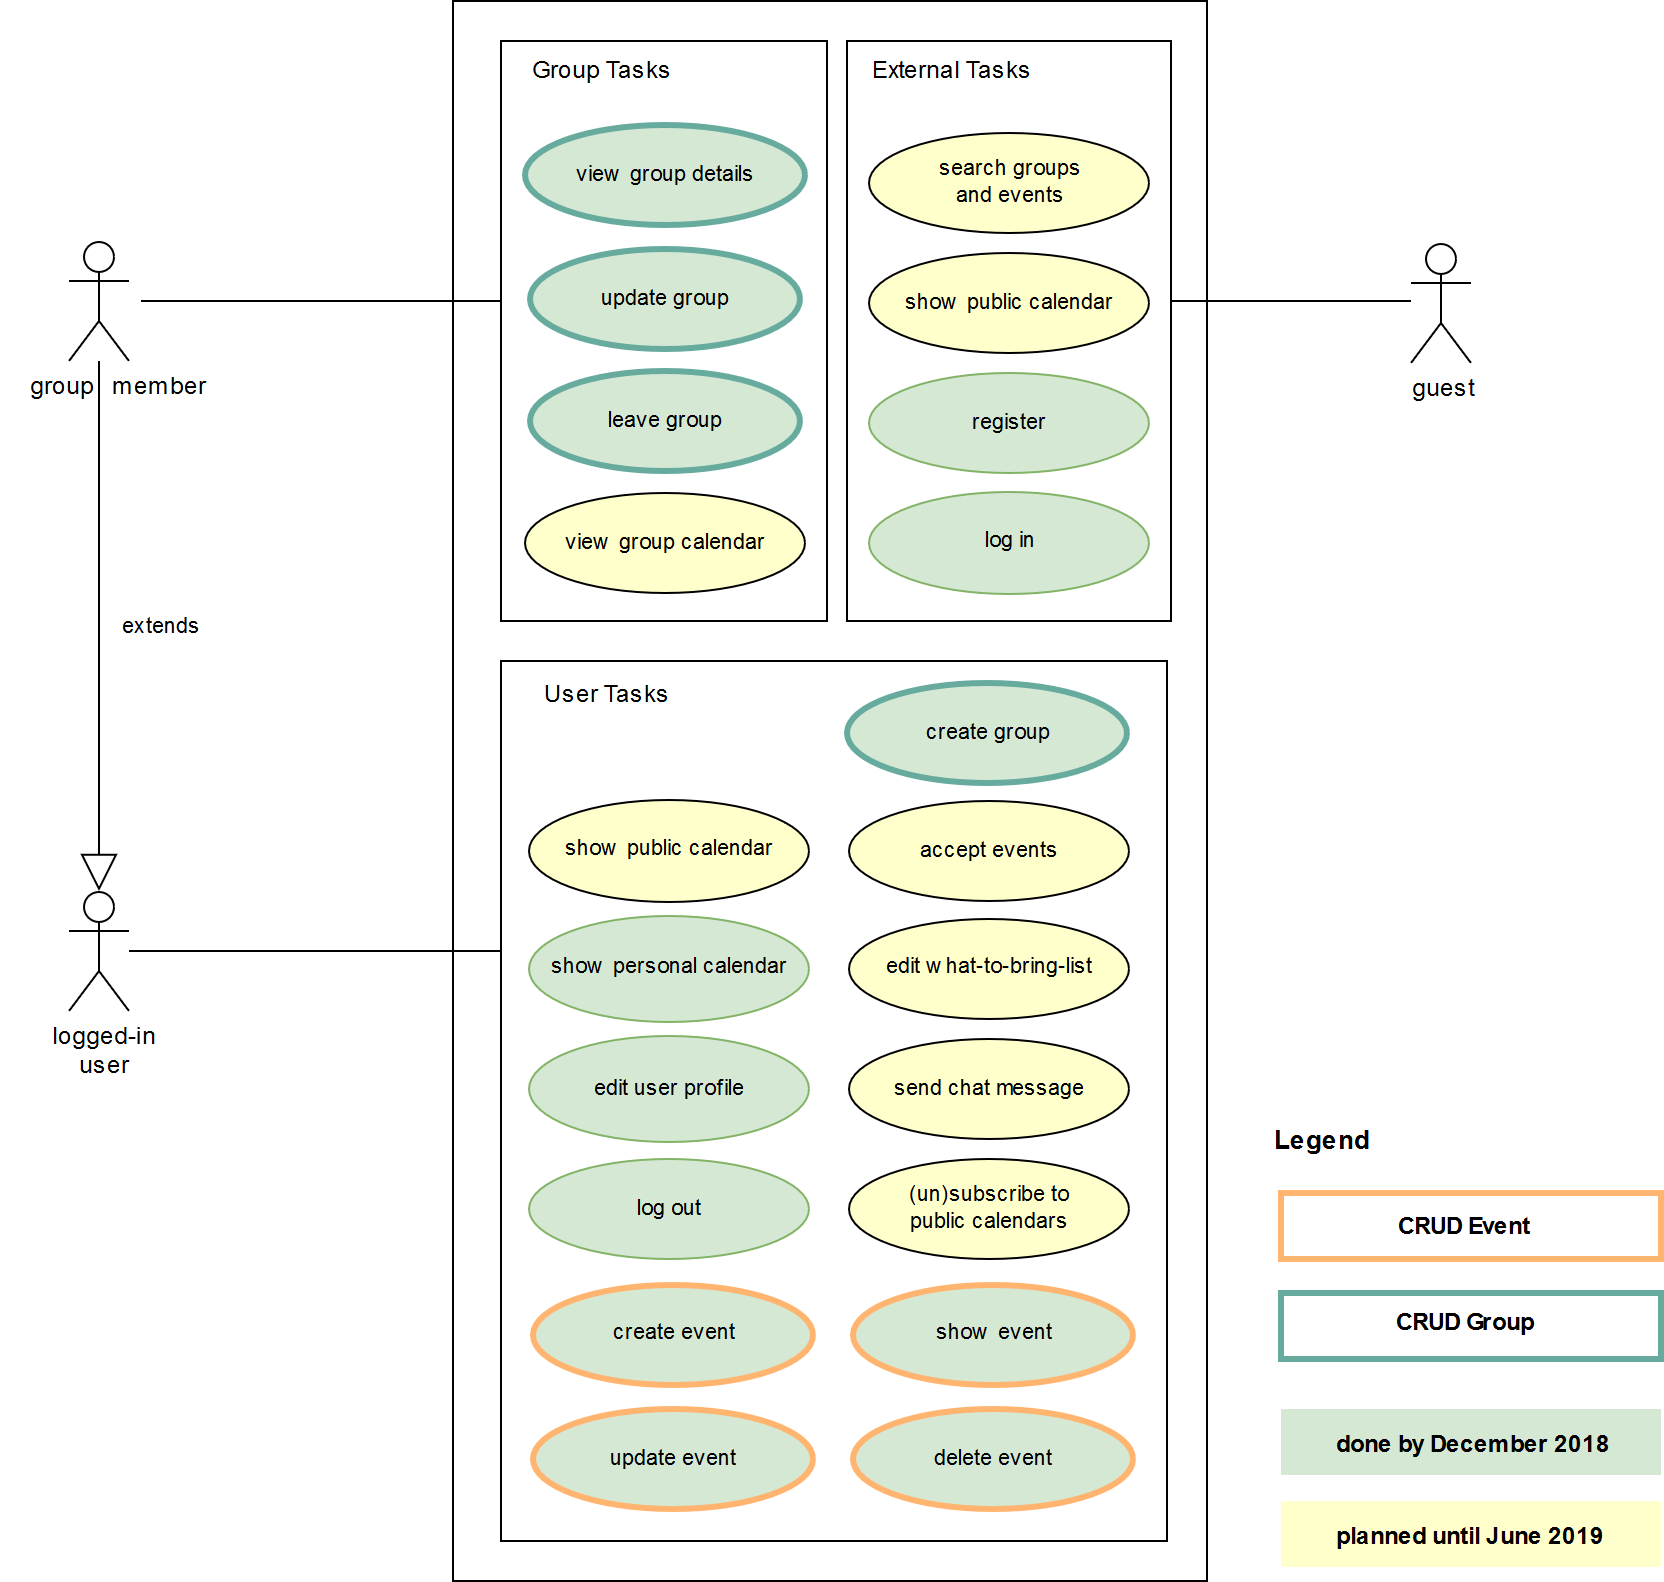 Group Tasks
view group details
update group
leave group
view group calendar
External Tasks
search groups
and events
show public calendar
register
log in
group member
guest
extends
logged-in
user
User Tasks
create group
show public calendar
accept events
show personal calendar
edit what-to-bring-list
edit user profile
send chat message
log out
(un)subscribe to
public calendars
create event
show event
update event
delete event
Legend
CRUD Event
CRUD Group
done by December 2018
planned until June 2019